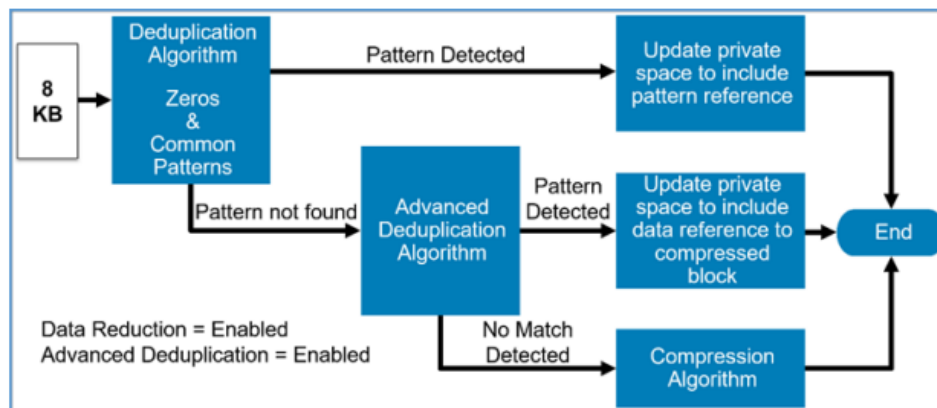 8
KB
Deduplication
Algorithm
Zeros
&
Common
Patterns
Pattern Detected
Update private
space to include
pattern reference
Pattern not found
Advanced
Deduplication
Algorithm
Pattern
Detected
Update private
space to include
data reference to
compressed
block
End
Data Reduction = Enabled
Advanced Deduplication = Enabled
No Match
Detected
Compression
Algorithm